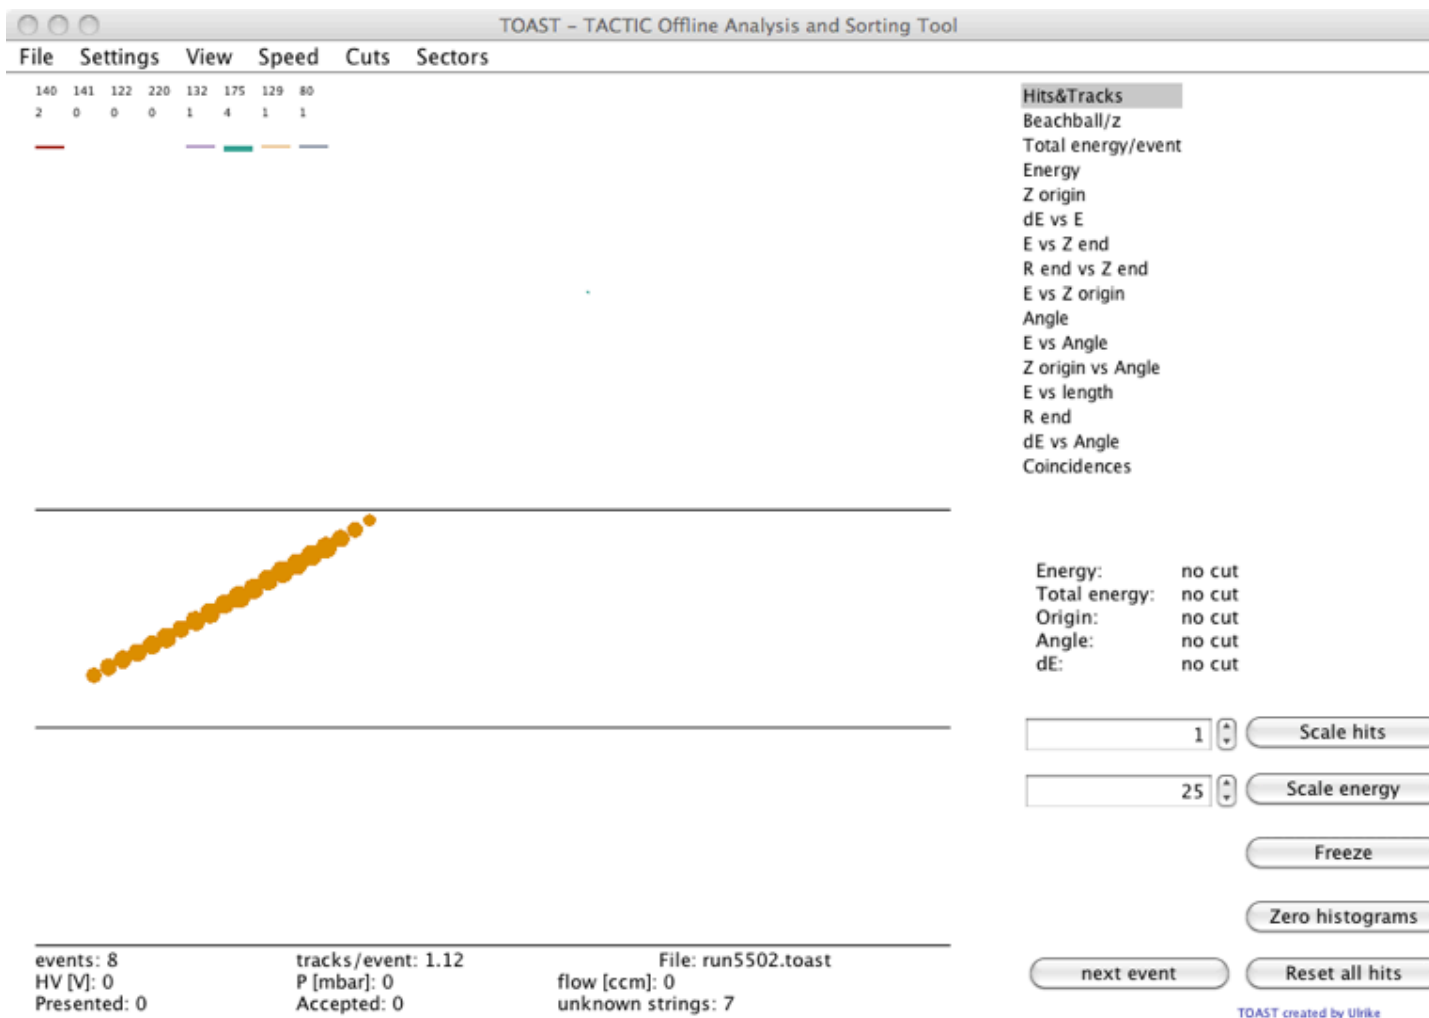 TOAST – TACTIC Offline Analysis and Sorting Tool
File Settings View Speed Cuts Sectors
140 141 122 220 132 175 129 80
2 0 0 0 1 4 1 1
Hits&Tracks
Beachball/z
Total energy/event
Energy
Z origin
dE vs E
E vs Z end
R end vs Z end
E vs Z origin
Angle
E vs Angle
Z origin vs Angle
E vs length
R end
dE vs Angle
Coincidences
Energy: no cut
Total energy: no cut
Origin: no cut
Angle: no cut
dE: no cut
1 Scale hits
25 Scale energy
Freeze
Zero histograms
next event Reset all hits
events: 8 tracks/event: 1.12 File: run5502.toast
HV [V]: 0 P [mbar]: 0 flow [ccm]: 0
Presented: 0 Accepted: 0 unknown strings: 7
TOAST created by Ulrike